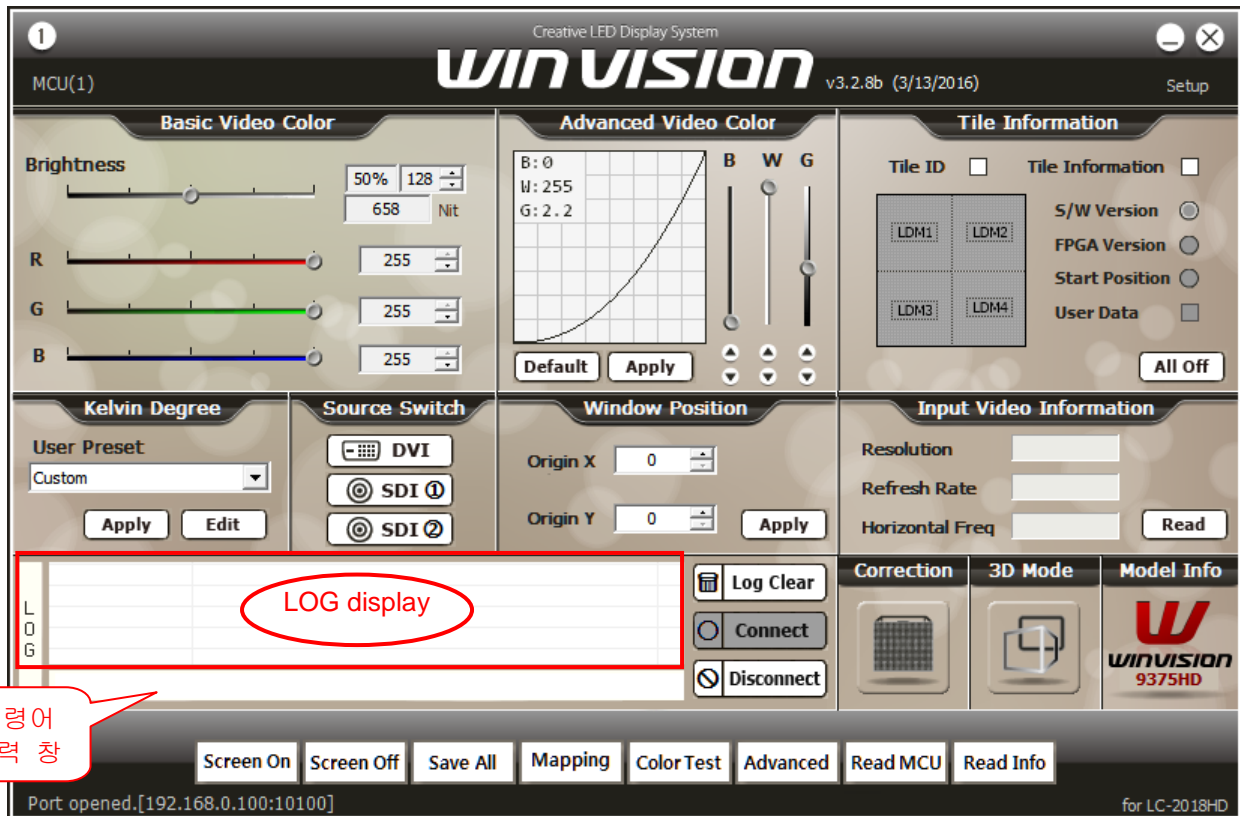 1
Creative LED Display System
WINVISION v3.2.8b (3/13/2016)
MCU(1)
Setup
Basic Video Color
Brightness
50% 128
658 Nit
R 255
G 255
B 255
Advanced Video Color
B:0
W:255
G:2.2
B W G
Default Apply
Tile Information
Tile ID Tile Information
LDM1 LDM2
LDM3 LDM4
S/W Version
FPGA Version
Start Position
User Data
All Off
Kelvin Degree
User Preset
Custom
Apply Edit
Source Switch
DVI
SDI ①
SDI ②
Window Position
Origin X 0
Origin Y 0
Apply
Input Video Information
Resolution
Refresh Rate
Horizontal Freq
Read
LOG
LOG display
Log Clear
Connect
Disconnect
Correction
3D Mode
Model Info
WINVISION
9375HD
령어
력 창
Screen On Screen Off Save All Mapping Color Test Advanced Read MCU Read Info
Port opened.[192.168.0.100:10100]
for LC-2018HD